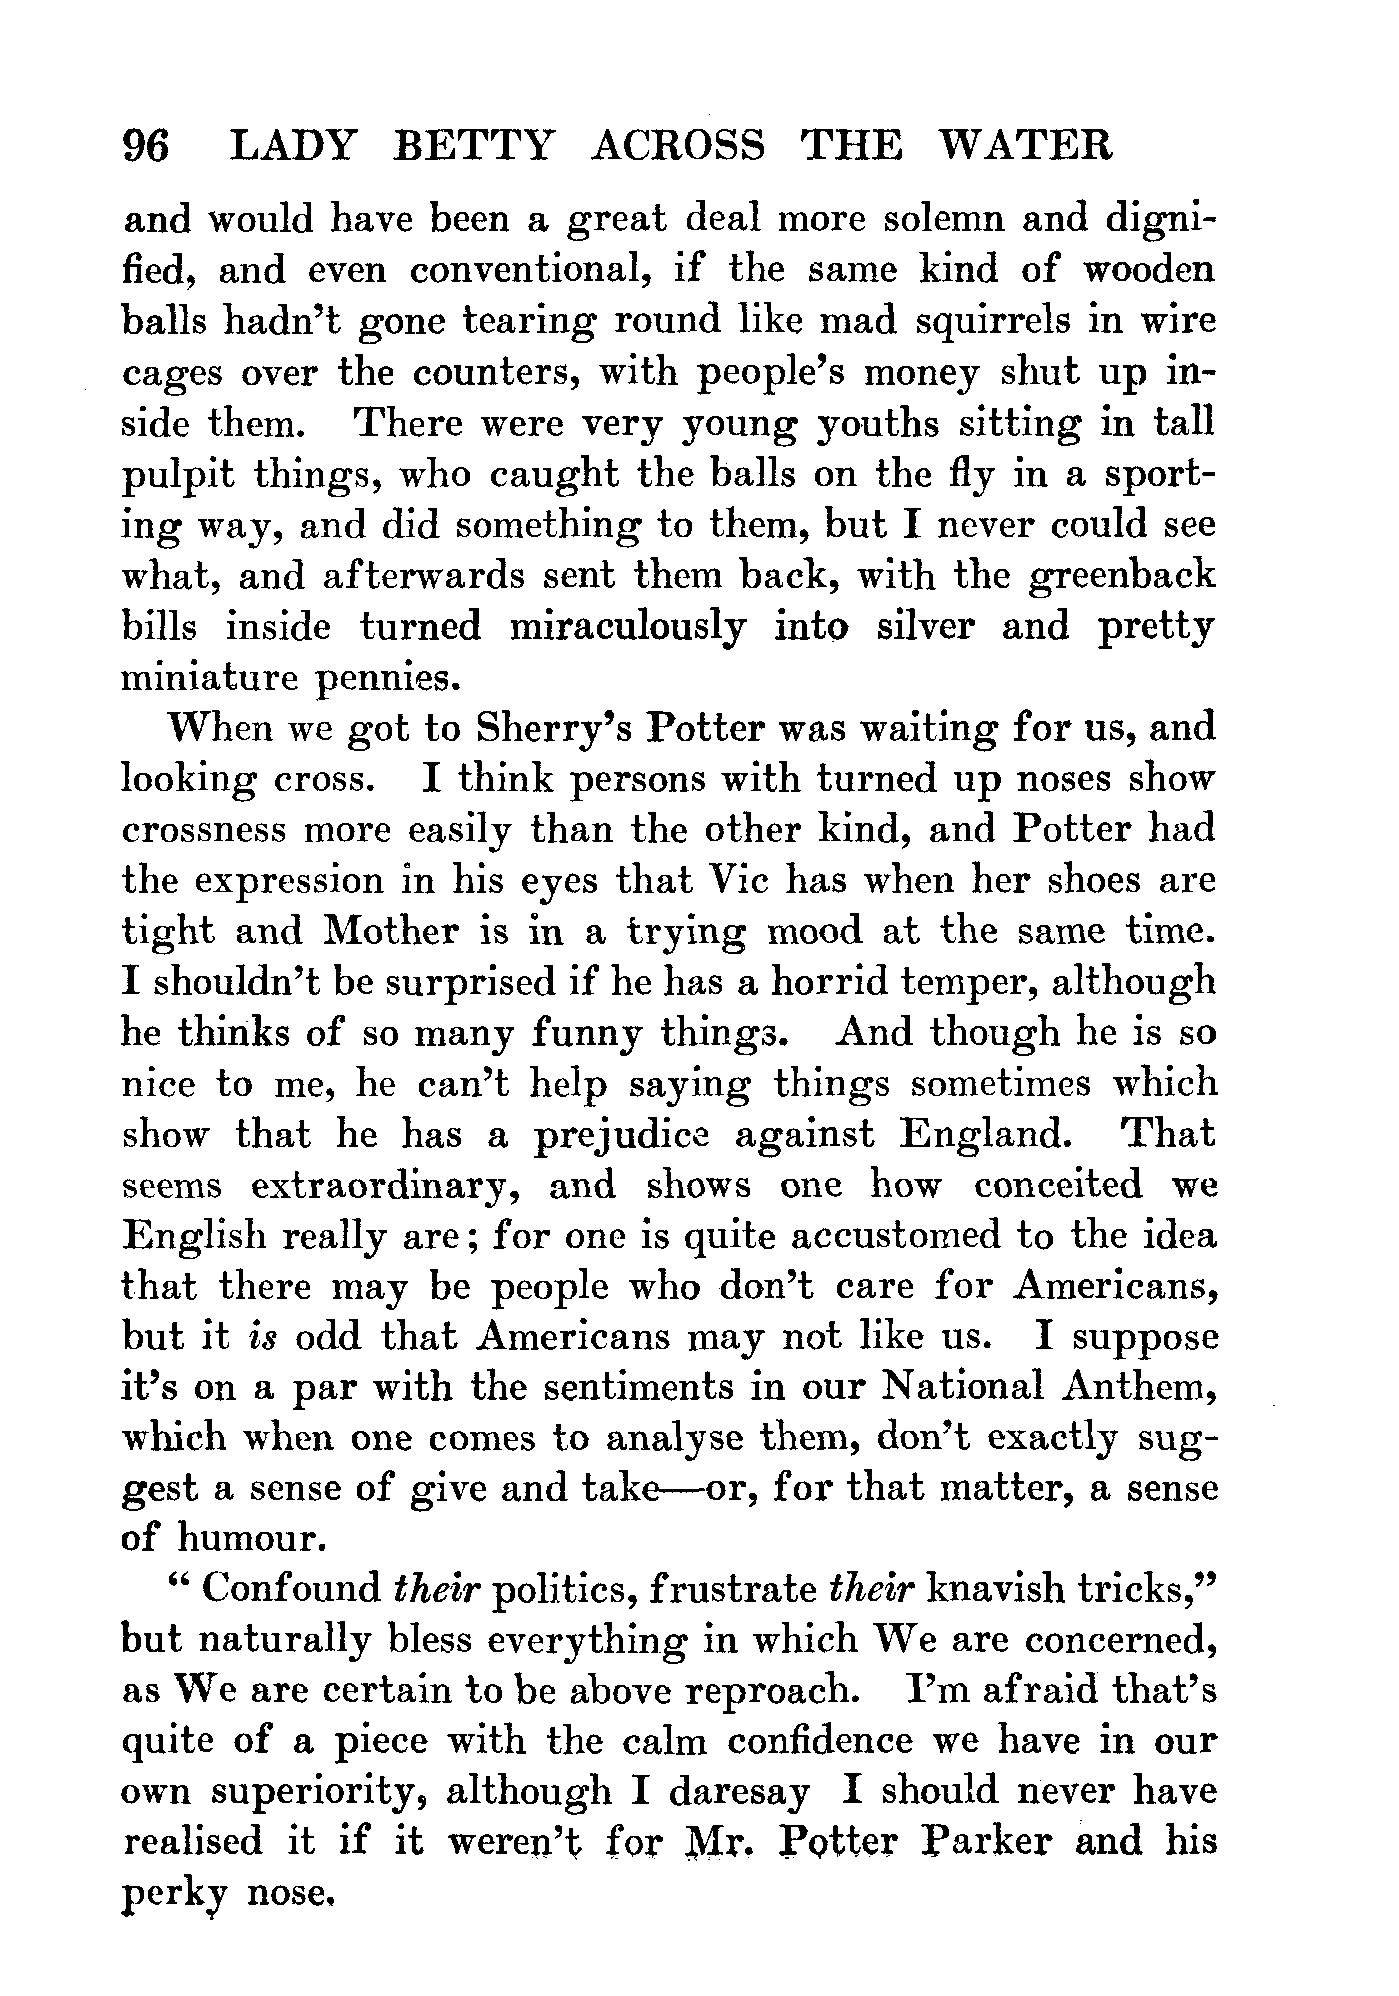 96 LADY BETTY ACROSS THE WATER
and would have been a great deal more solemn and digni-
fied, and even conventional, if the same kind of wooden
balls hadn't gone tearing round like mad squirrels in wire
cages over the counters, with people's money shut up in-
side them. There were very young youths sitting in tall
pulpit things, who caught the balls on the fly in a sport-
ing way, and did something to them, but I never could see
what, and afterwards sent them back, with the greenback
bills inside turned miraculously into silver and pretty
miniature pennies.
When we got to Sherry's Potter was waiting for us, and
looking cross. I think persons with turned up noses show
crossness more easily than the other kind, and Potter had
the expression in his eyes that Vic has when her shoes are
tight and Mother is in a trying mood at the same time.
I shouldn't be surprised if he has a horrid temper, although
he thinks of so many funny things. And though he is so
nice to me, he can't help saying things sometimes which
show that he has a prejudice against England. That
seems extraordinary, and shows one how conceited we
English really are; for one is quite accustomed to the idea
that there may be people who don't care for Americans,
but it is odd that Americans may not like us. I suppose
it's on a par with the sentiments in our National Anthem,
which when one comes to analyse them, don't exactly sug-
gest a sense of give and take—or, for that matter, a sense
of humour.
"Confound their politics, frustrate their knavish tricks,"
but naturally bless everything in which We are concerned,
as We are certain to be above reproach. I'm afraid that's
quite of a piece with the calm confidence we have in our
own superiority, although I daresay I should never have
realised it if it weren't for Mr. Potter Parker and his
perky nose.